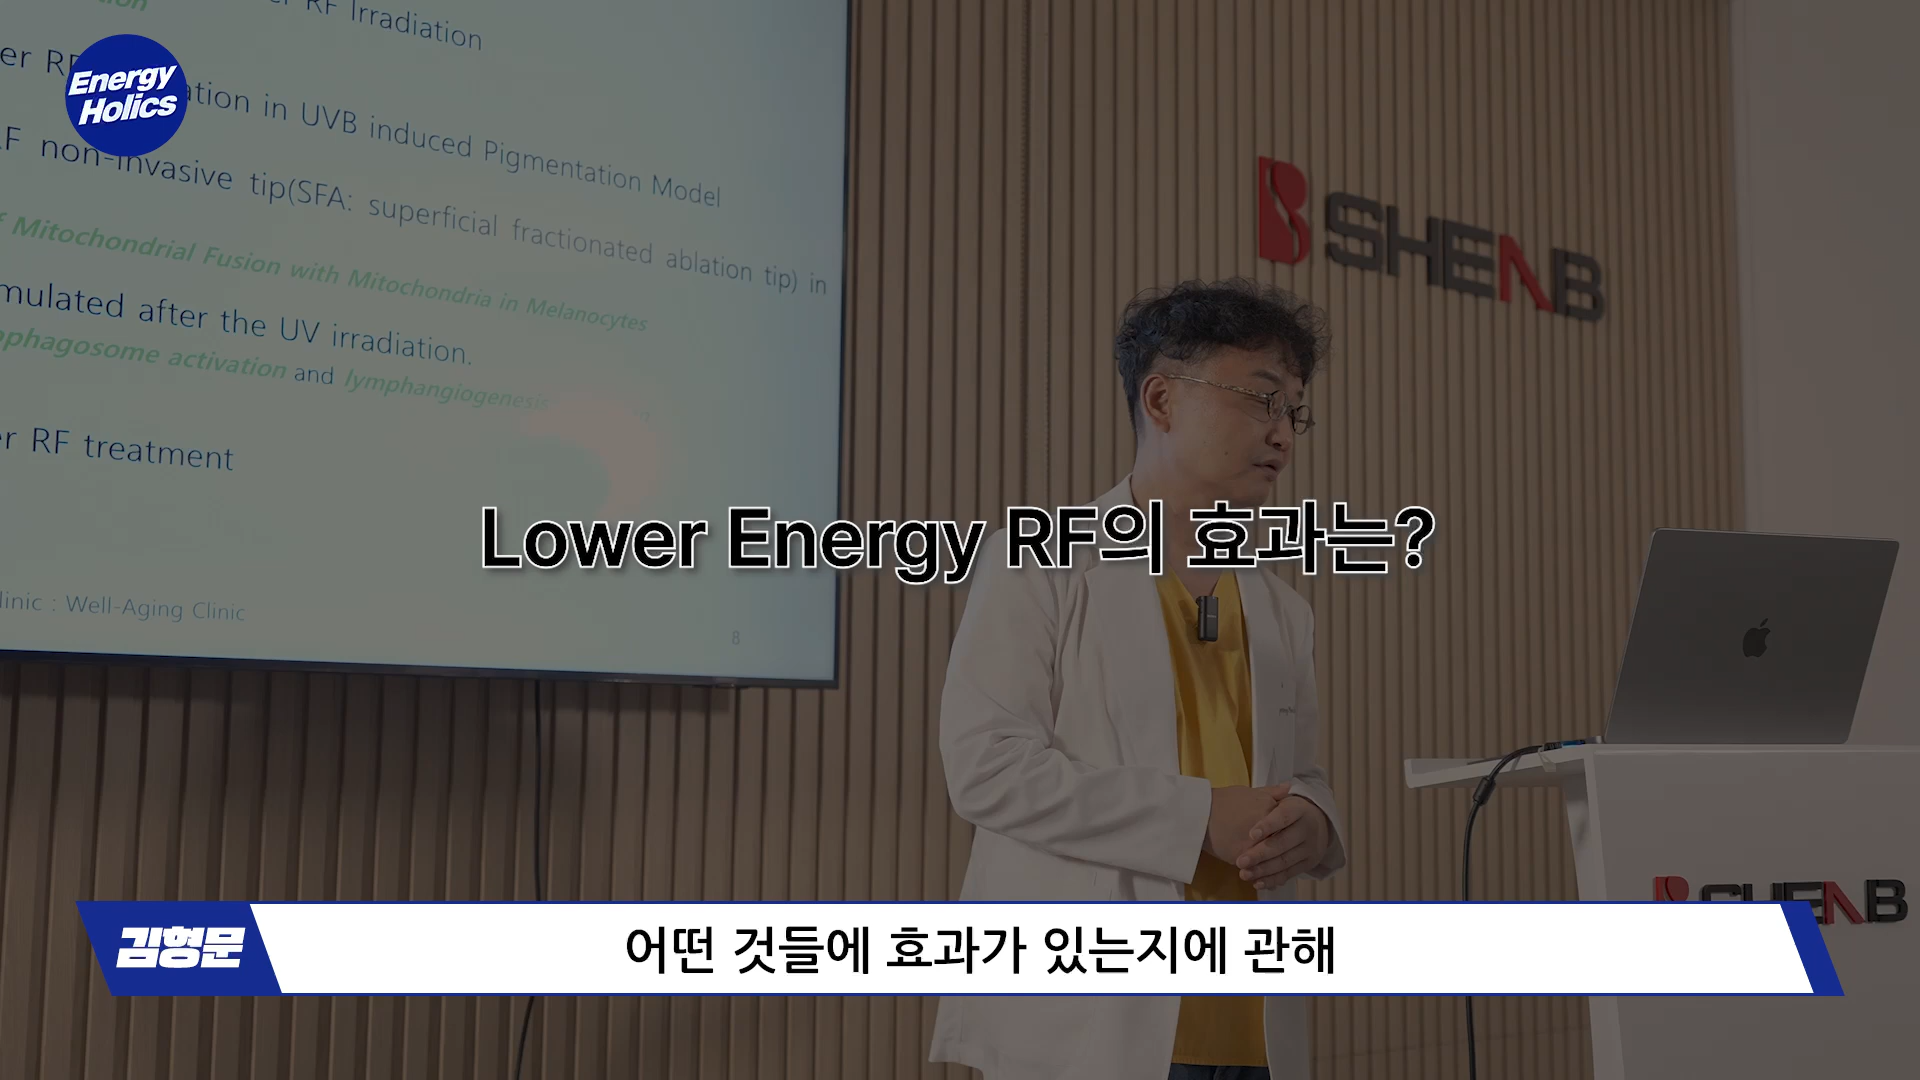 Energy
Holics
RF Irradiation
ation in UVB induced Pigmentation Model
non-invasive tip(SFA: superficial fractionated ablation tip) in
Mitochondrial Fusion with Mitochondria in Melanocytes
mulated after the UV irradiation.
ophagosome activation and lymphangiogenesis
RF treatment
linic : Well-Aging Clinic
8
SHENB
Lower Energy RF의 효과는?
SHENB
김형문
어떤 것들에 효과가 있는지에 관해